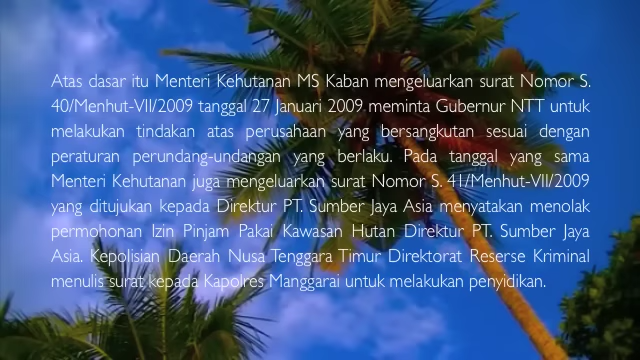 Atas dasar itu Menteri Kehutanan MS Kaban mengeluarkan surat Nomor S.
40/Menhut-VII/2009 tanggal 27 Januari 2009 meminta Gubernur NTT untuk
melakukan tindakan atas perusahaan yang bersangkutan sesuai dengan
peraturan perundang-undangan yang berlaku. Pada tanggal yang sama
Menteri Kehutanan juga mengeluarkan surat Nomor S. 41/Menhut-VII/2009
yang ditujukan kepada Direktur PT. Sumber Jaya Asia menyatakan menolak
permohonan Izin Pinjam Pakai Kawasan Hutan Direktur PT. Sumber Jaya
Asia. Kepolisian Daerah Nusa Tenggara Timur Direktorat Reserse Kriminal
menulis surat kepada Kapolres Manggarai untuk melakukan penyidikan.